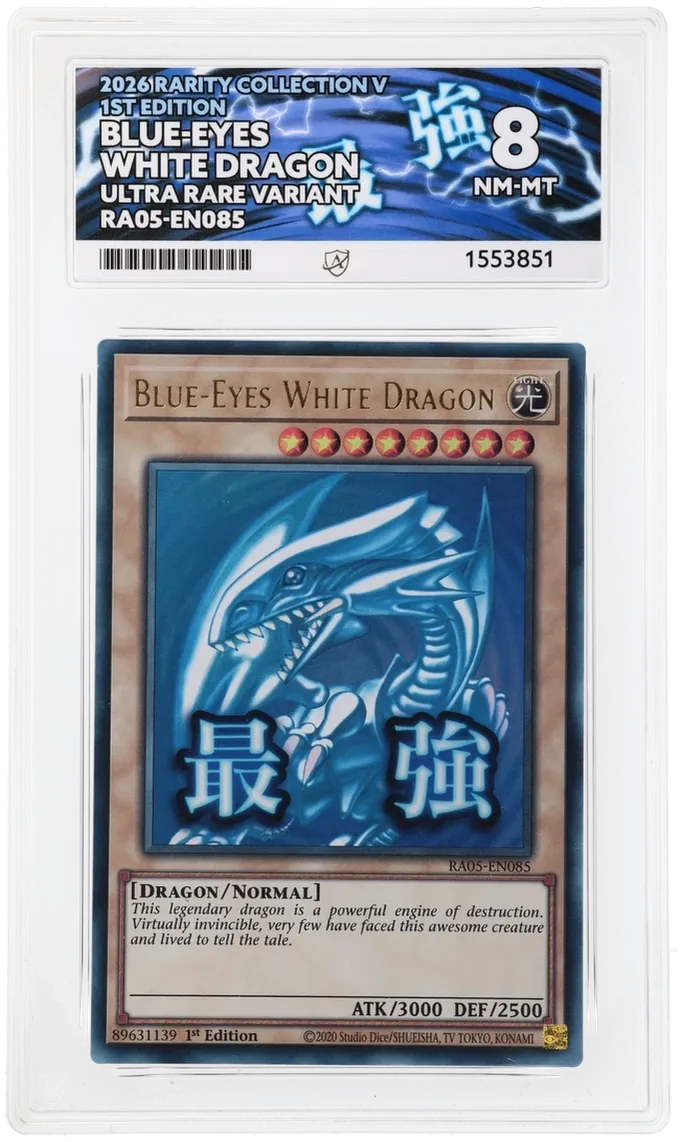 2026 RARITY COLLECTION V
1ST EDITION
BLUE-EYES
WHITE DRAGON
ULTRA RARE VARIANT
RA05-EN085
最強
8
NM-MT
1553851
BLUE-EYES WHITE DRAGON
LIGHT
光
最強
RA05-EN085
[DRAGON/NORMAL]
This legendary dragon is a powerful engine of destruction.
Virtually invincible, very few have faced this awesome creature
and lived to tell the tale.
ATK/3000 DEF/2500
89631139 1st Edition ©2020 Studio Dice/SHUEISHA, TV TOKYO, KONAMI